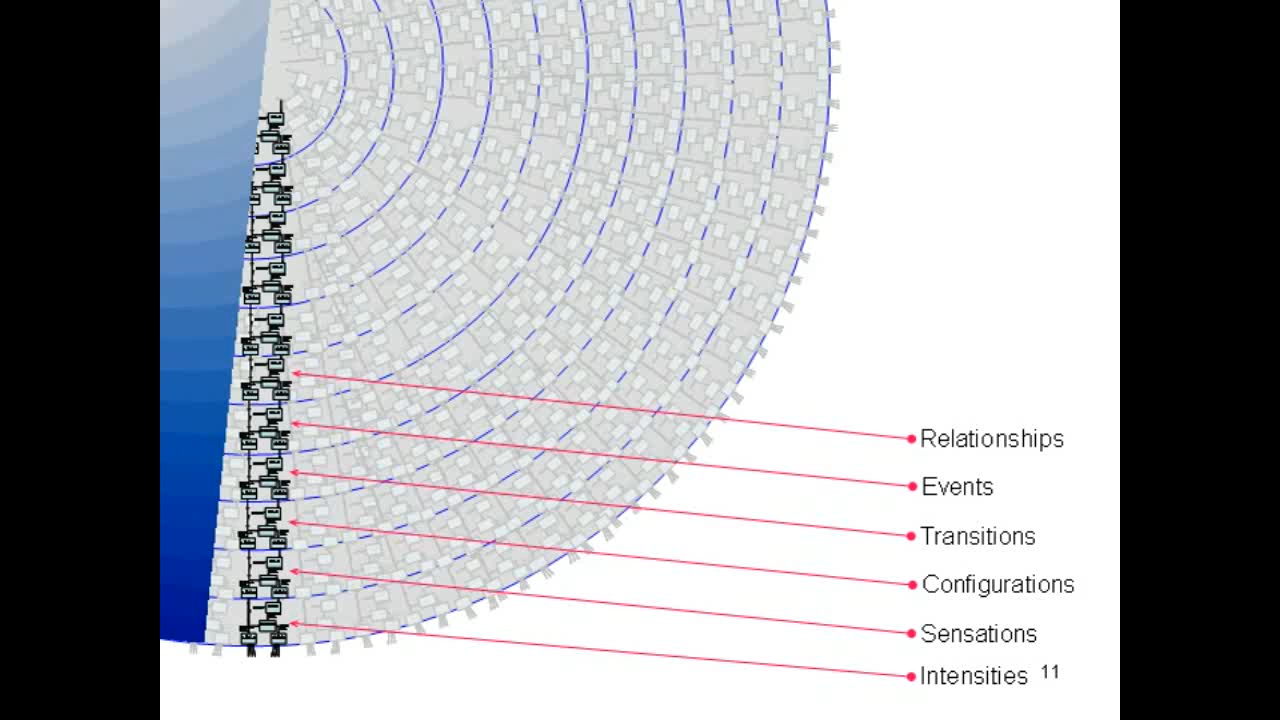 Relationships
Events
Transitions
Configurations
Sensations
Intensities 11